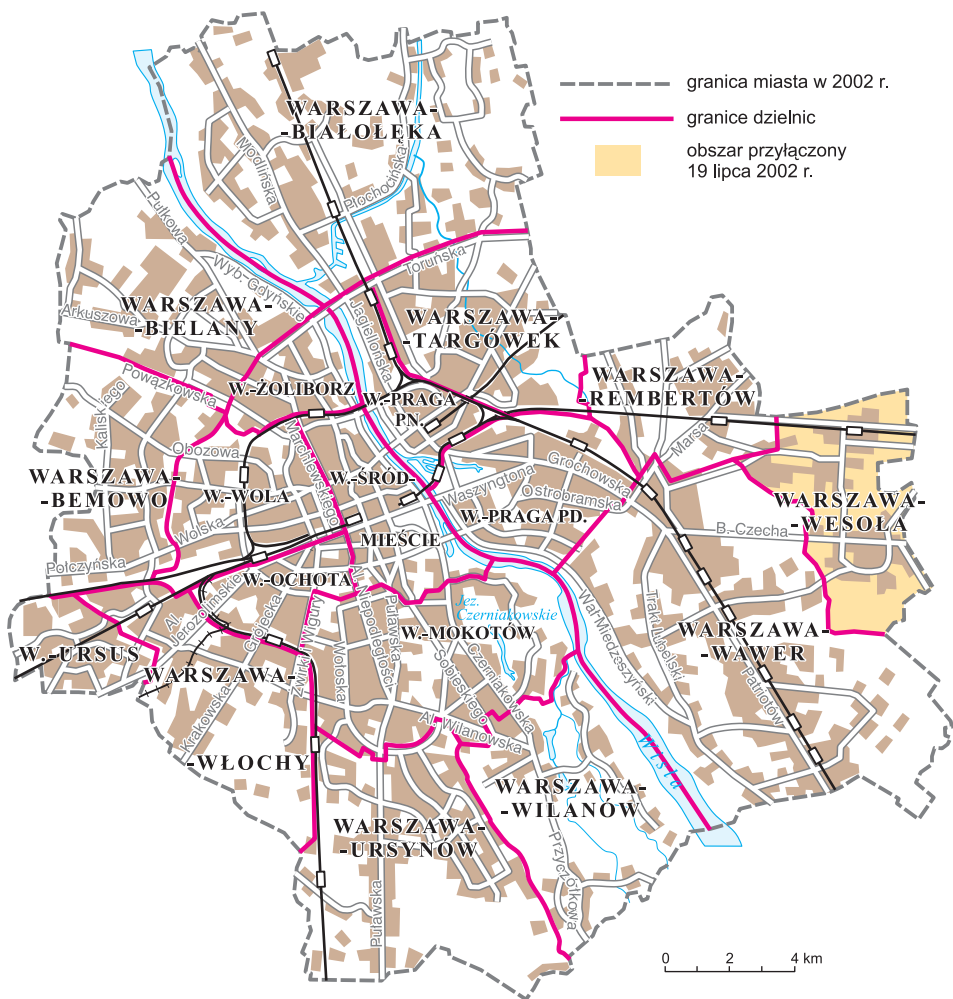 granica miasta w 2002 r.
granice dzielnic
obszar przyłączony
19 lipca 2002 r.
WARSZAWA-
-BIAŁOŁĘKA
Modlińska
Płochocińska
Pułkowa
Wyb. Gdyńskie
Toruńska
Jagiellońska
WARSZAWA-
-BIELANY
Arkuszowa
WARSZAWA-
-TARGÓWEK
Powązkowska
W.-ŻOLIBORZ
W.-PRAGA
PN.
WARSZAWA-
-REMBERTÓW
Marsa
Kaliskiego
Obozowa
Marchlewskiego
WARSZAWA-
-BEMOWO
W.-WOLA
Wolska
W.-ŚRÓD-
MIEŚCIE
Waszyngtona
Grochowska
Ostrobramska
W.-PRAGA PD.
B. Czecha
WARSZAWA-
-WESOŁA
Połczyńska
W.-OCHOTA
Al. Jerozolimskie
Grójecka
Żwirki i Wigury
Al. Niepodległości
Puławska
Wołoska
Jez.
Czerniakowskie
W.-MOKOTÓW
Sobieskiego
Czerniakowska
Wał Miedzeszyński
Trakt Lubelski
WARSZAWA-
-WAWER
Patriotów
W.-URSUS
WARSZAWA-
-WŁOCHY
Krakowska
Al. Wilanowska
Wisła
WARSZAWA-
-WILANÓW
WARSZAWA-
-URSYNÓW
Przyczółkowa
Puławska
0 2 4 km